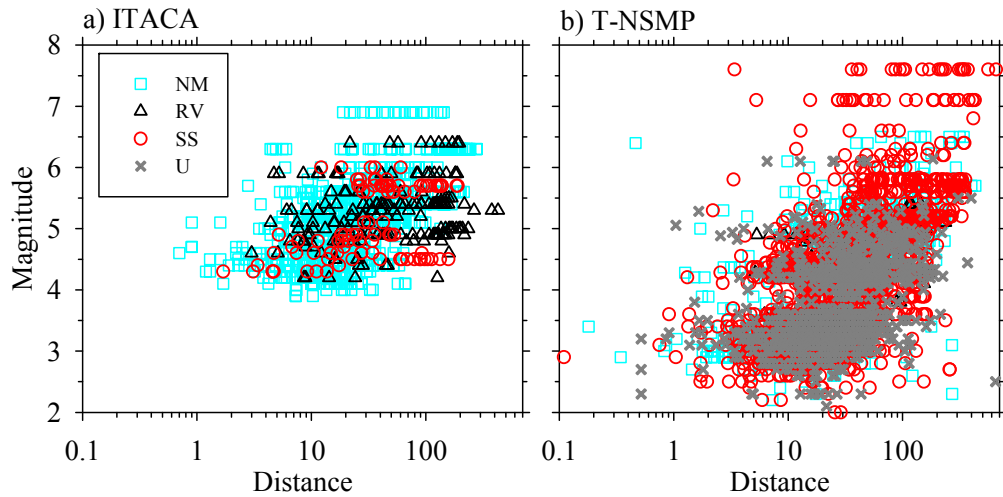 a) ITACA
b) T-NSMP
8
7
6
5
4
3
2
Magnitude
NM
RV
SS
U
0.1 1 10 100
0.1 1 10 100
Distance
Distance